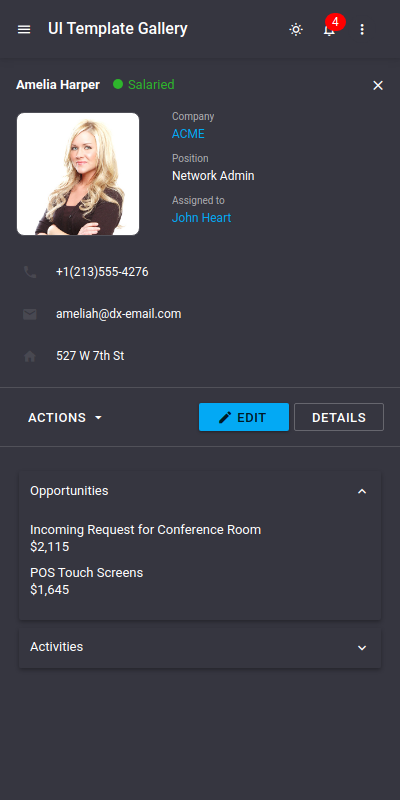 UI Template Gallery
4
Amelia Harper
Salaried
Company
ACME
Position
Network Admin
Assigned to
John Heart
+1(213)555-4276
ameliah@dx-email.com
527 W 7th St
ACTIONS
EDIT
DETAILS
Opportunities
Incoming Request for Conference Room
$2,115
POS Touch Screens
$1,645
Activities